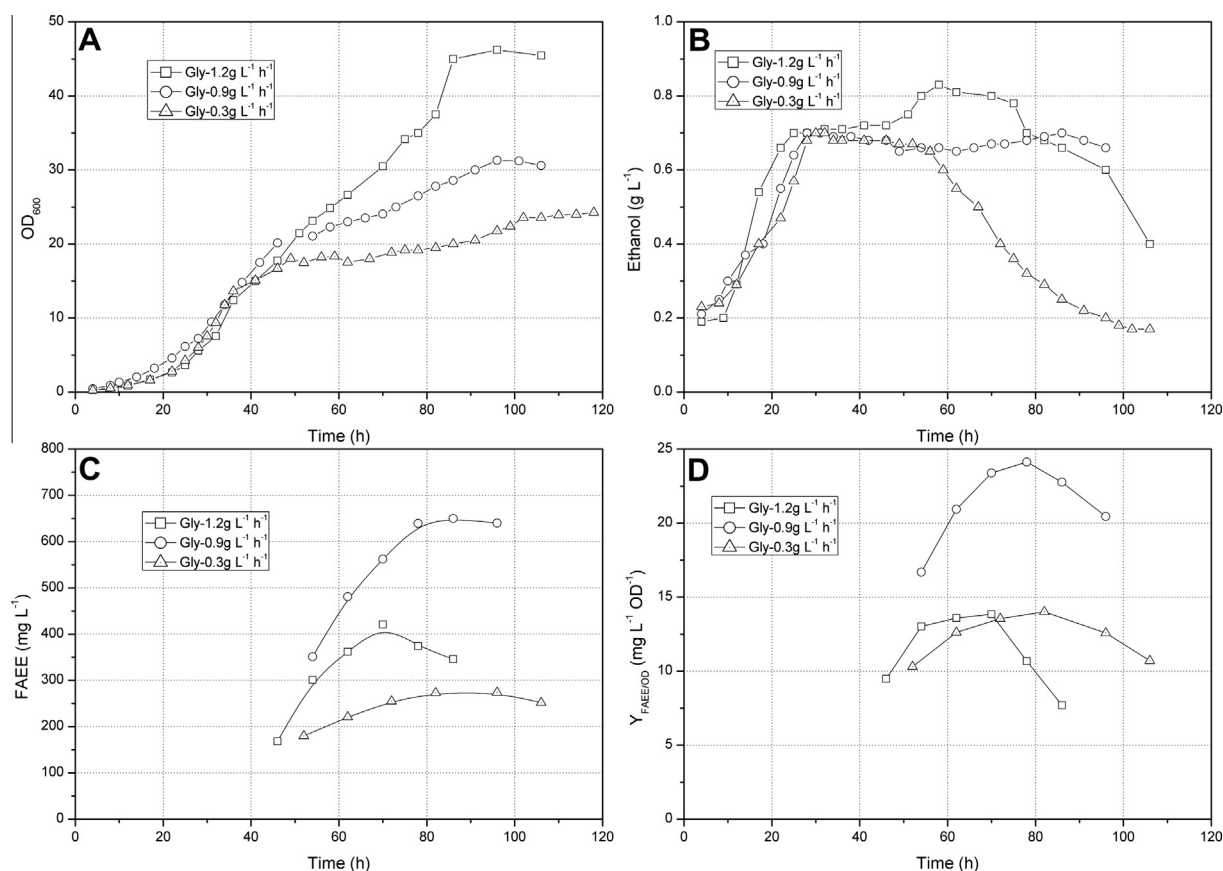 A
Gly-1.2g L⁻¹ h⁻¹
Gly-0.9g L⁻¹ h⁻¹
Gly-0.3g L⁻¹ h⁻¹
50
40
30
20
10
0
OD₆₀₀
0 20 40 60 80 100 120
Time (h)
B
Gly-1.2g L⁻¹ h⁻¹
Gly-0.9g L⁻¹ h⁻¹
Gly-0.3g L⁻¹ h⁻¹
1.0
0.8
0.6
0.4
0.2
0.0
Ethanol (g L⁻¹)
0 20 40 60 80 100 120
Time (h)
C
Gly-1.2g L⁻¹ h⁻¹
Gly-0.9g L⁻¹ h⁻¹
Gly-0.3g L⁻¹ h⁻¹
800
700
600
500
400
300
200
100
0
FAEE (mg L⁻¹)
0 20 40 60 80 100 120
Time (h)
D
Gly-1.2g L⁻¹ h⁻¹
Gly-0.9g L⁻¹ h⁻¹
Gly-0.3g L⁻¹ h⁻¹
25
20
15
10
5
0
Y_FAEE/OD (mg L⁻¹ OD⁻¹)
0 20 40 60 80 100 120
Time (h)